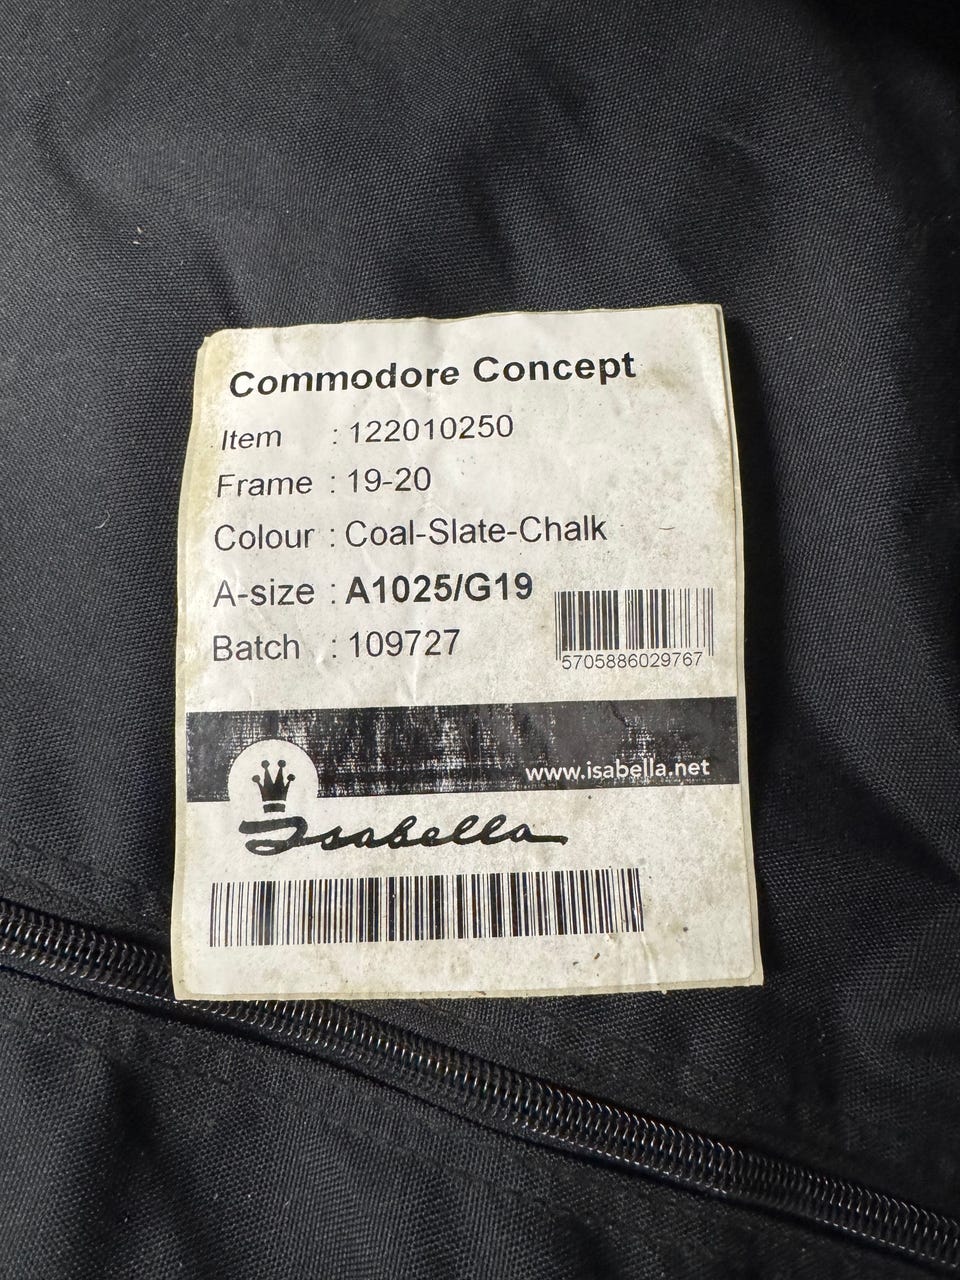 Commodore Concept
Item : 122010250
Frame : 19-20
Colour : Coal-Slate-Chalk
A-size : A1025/G19
Batch : 109727
5705886029767
www.isabella.net
Isabella